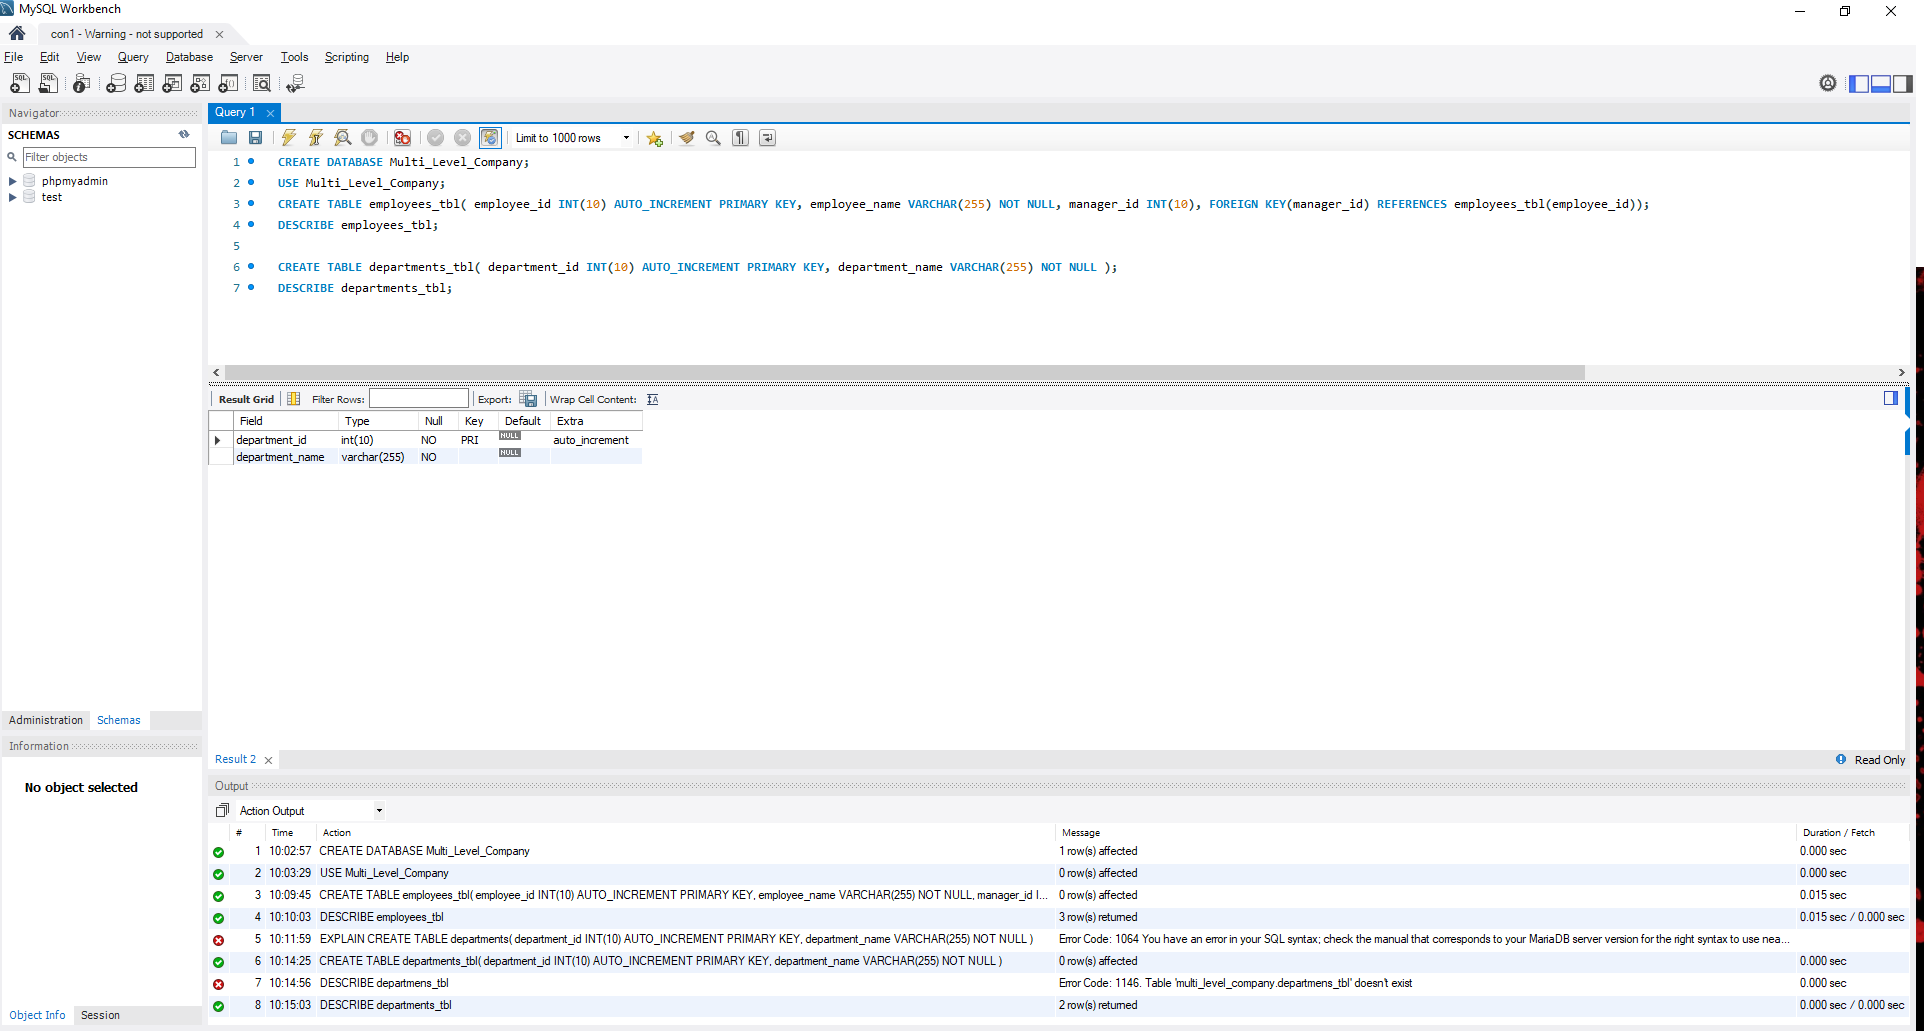 MySQL Workbench
con1 - Warning - not supported
File Edit View Query Database Server Tools Scripting Help
Navigator
SCHEMAS
Filter objects
phpmyadmin
test
Administration Schemas
Information
No object selected
Object Info Session
Query 1
Limit to 1000 rows
1 CREATE DATABASE Multi_Level_Company;
2 USE Multi_Level_Company;
3 CREATE TABLE employees_tbl( employee_id INT(10) AUTO_INCREMENT PRIMARY KEY, employee_name VARCHAR(255) NOT NULL, manager_id INT(10), FOREIGN KEY(manager_id) REFERENCES employees_tbl(employee_id));
4 DESCRIBE employees_tbl;
5
6 CREATE TABLE departments_tbl( department_id INT(10) AUTO_INCREMENT PRIMARY KEY, department_name VARCHAR(255) NOT NULL );
7 DESCRIBE departments_tbl;
Result Grid Filter Rows: Export: Wrap Cell Content:
Field Type Null Key Default Extra
department_id int(10) NO PRI NULL auto_increment
department_name varchar(255) NO NULL
Result 2
Read Only
Output
Action Output
# Time Action Message Duration / Fetch
1 10:02:57 CREATE DATABASE Multi_Level_Company 1 row(s) affected 0.000 sec
2 10:03:29 USE Multi_Level_Company 0 row(s) affected 0.000 sec
3 10:09:45 CREATE TABLE employees_tbl( employee_id INT(10) AUTO_INCREMENT PRIMARY KEY, employee_name VARCHAR(255) NOT NULL, manager_id I... 0 row(s) affected 0.015 sec
4 10:10:03 DESCRIBE employees_tbl 3 row(s) returned 0.015 sec / 0.000 sec
5 10:11:59 EXPLAIN CREATE TABLE departments( department_id INT(10) AUTO_INCREMENT PRIMARY KEY, department_name VARCHAR(255) NOT NULL ) Error Code: 1064 You have an error in your SQL syntax; check the manual that corresponds to your MariaDB server version for the right syntax to use nea...
6 10:14:25 CREATE TABLE departments_tbl( department_id INT(10) AUTO_INCREMENT PRIMARY KEY, department_name VARCHAR(255) NOT NULL ) 0 row(s) affected 0.000 sec
7 10:14:56 DESCRIBE departmens_tbl Error Code: 1146. Table 'multi_level_company.departmens_tbl' doesn't exist 0.000 sec
8 10:15:03 DESCRIBE departments_tbl 2 row(s) returned 0.000 sec / 0.000 sec